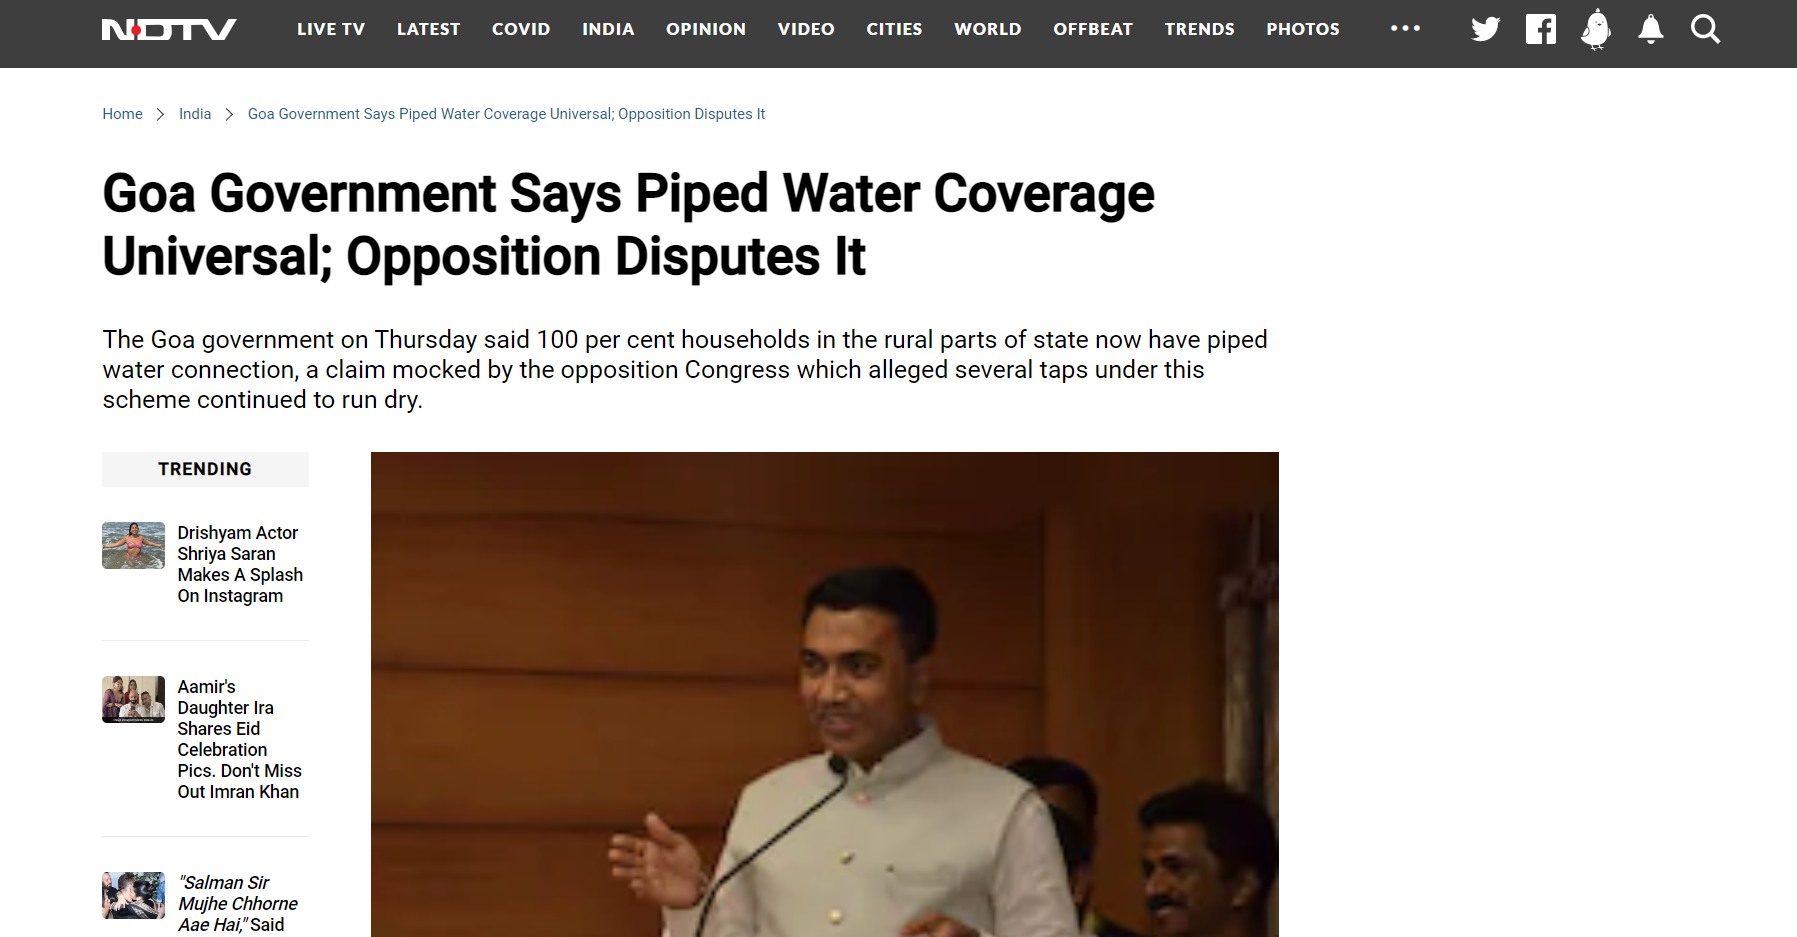 NDTV
LIVE TV LATEST COVID INDIA OPINION VIDEO CITIES WORLD OFFBEAT TRENDS PHOTOS
Home > India > Goa Government Says Piped Water Coverage Universal; Opposition Disputes It
Goa Government Says Piped Water Coverage
Universal; Opposition Disputes It
The Goa government on Thursday said 100 per cent households in the rural parts of state now have piped
water connection, a claim mocked by the opposition Congress which alleged several taps under this
scheme continued to run dry.
TRENDING
Drishyam Actor
Shriya Saran
Makes A Splash
On Instagram
Aamir's
Daughter Ira
Shares Eid
Celebration
Pics. Don't Miss
Out Imran Khan
"Salman Sir
Mujhe Chhorne
Aae Hai," Said